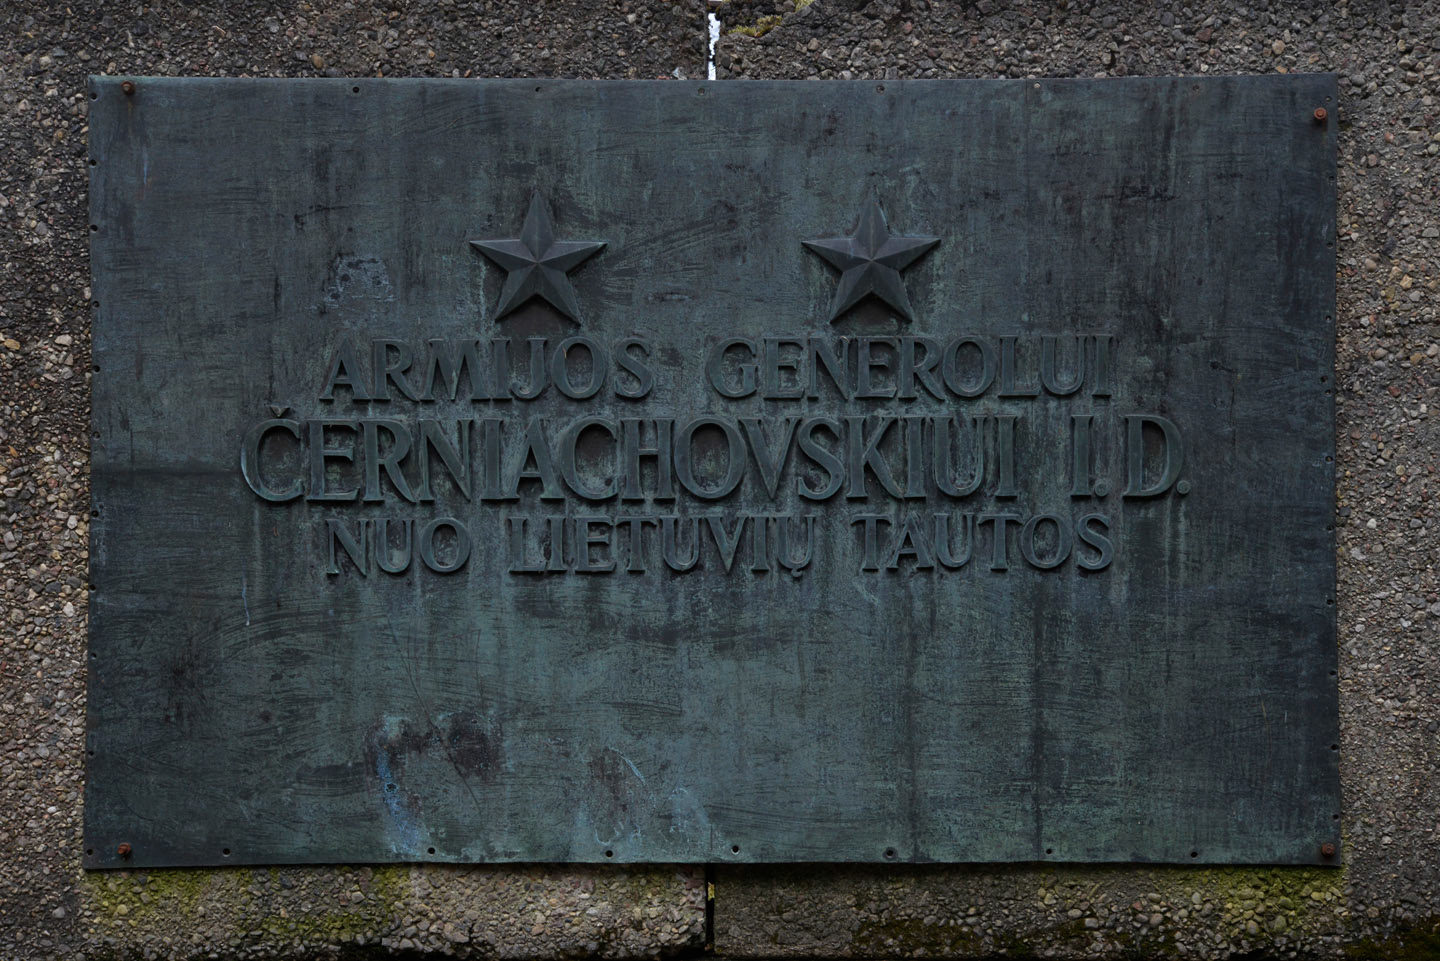 ARMIJOS GENEROLUI
ČERNIACHOVSKIUI I.D.
NUO LIETUVIŲ TAUTOS